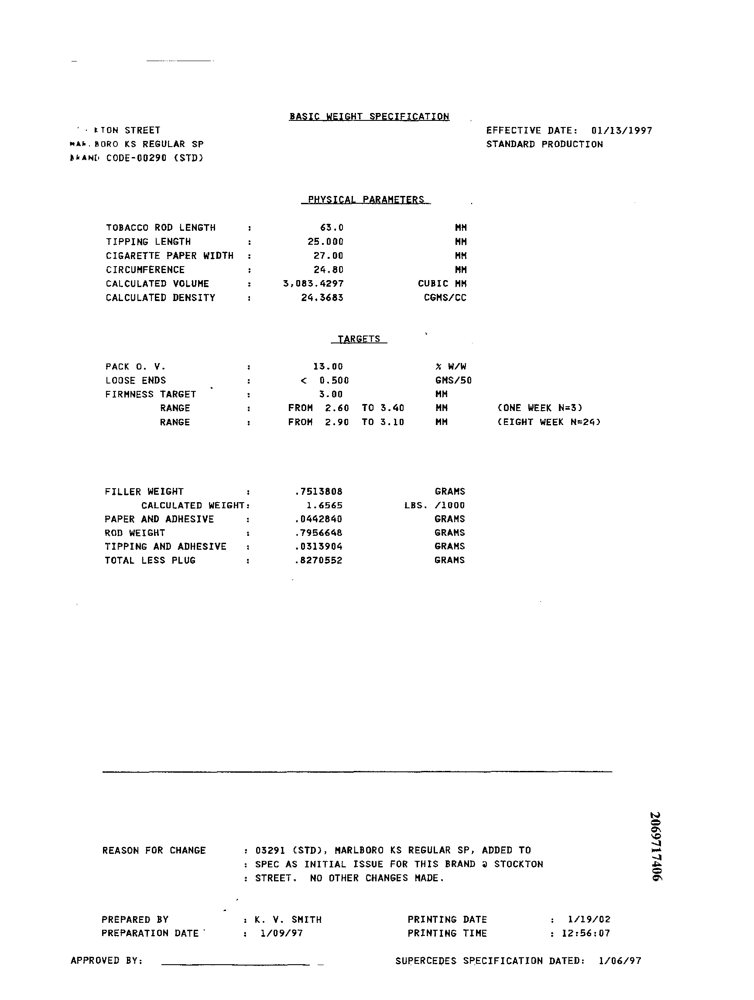 BASIC WEIGHT SPECIFICATION
KTON STREET EFFECTIVE DATE: 01/13/1997
BORO KS REGULAR SP STANDARD PRODUCTION
CODE-00290 (STD)
PHYSICAL PARAMETERS
TOBACCO ROD LENGTH : 63.0 MM
TIPPING LENGTH : 25.000 MM
CIGARETTE PAPER WIDTH : 27.00 MM
CIRCUMFERENCE : 24.80 MM
CALCULATED VOLUME : 3,083.4297 CUBIC MM
CALCULATED DENSITY : 24.3683 CGMS/CC
TARGETS
PACK O. V. : 13.00 % W/W
LOOSE ENDS : < 0.500 GMS/50
FIRMNESS TARGET : 3.00 MM
RANGE : FROM 2.60 TO 3.40 MM (ONE WEEK N=3)
RANGE : FROM 2.90 TO 3.10 MM (EIGHT WEEK N=24)
FILLER WEIGHT : .7513808 GRAMS
CALCULATED WEIGHT: 1.6565 LBS. /1000
PAPER AND ADHESIVE : .0442840 GRAMS
ROD WEIGHT : .7956648 GRAMS
TIPPING AND ADHESIVE : .0313904 GRAMS
TOTAL LESS PLUG : .8270552 GRAMS
REASON FOR CHANGE : 03291 (STD), MARLBORO KS REGULAR SP, ADDED TO
: SPEC AS INITIAL ISSUE FOR THIS BRAND @ STOCKTON
: STREET. NO OTHER CHANGES MADE.
PREPARED BY : K. V. SMITH PRINTING DATE : 1/19/02
PREPARATION DATE : 1/09/97 PRINTING TIME : 12:56:07
APPROVED BY: SUPERCEDES SPECIFICATION DATED: 1/06/97
2069717406